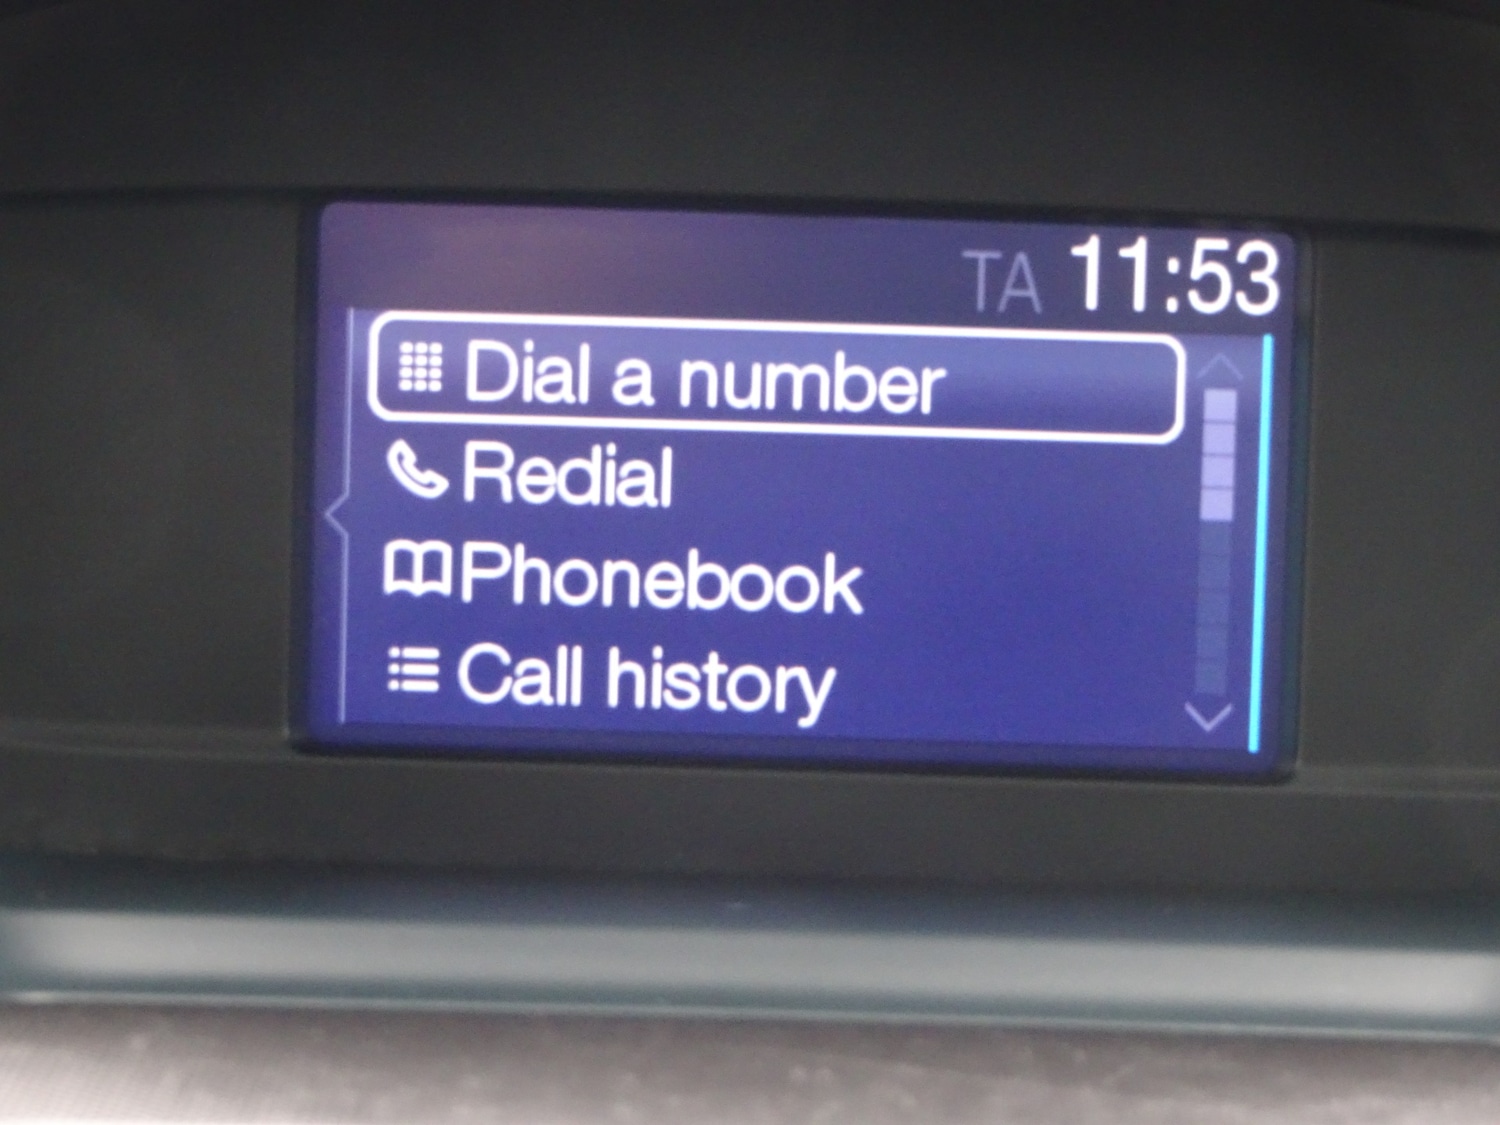 TA 11:53
Dial a number
Redial
Phonebook
Call history